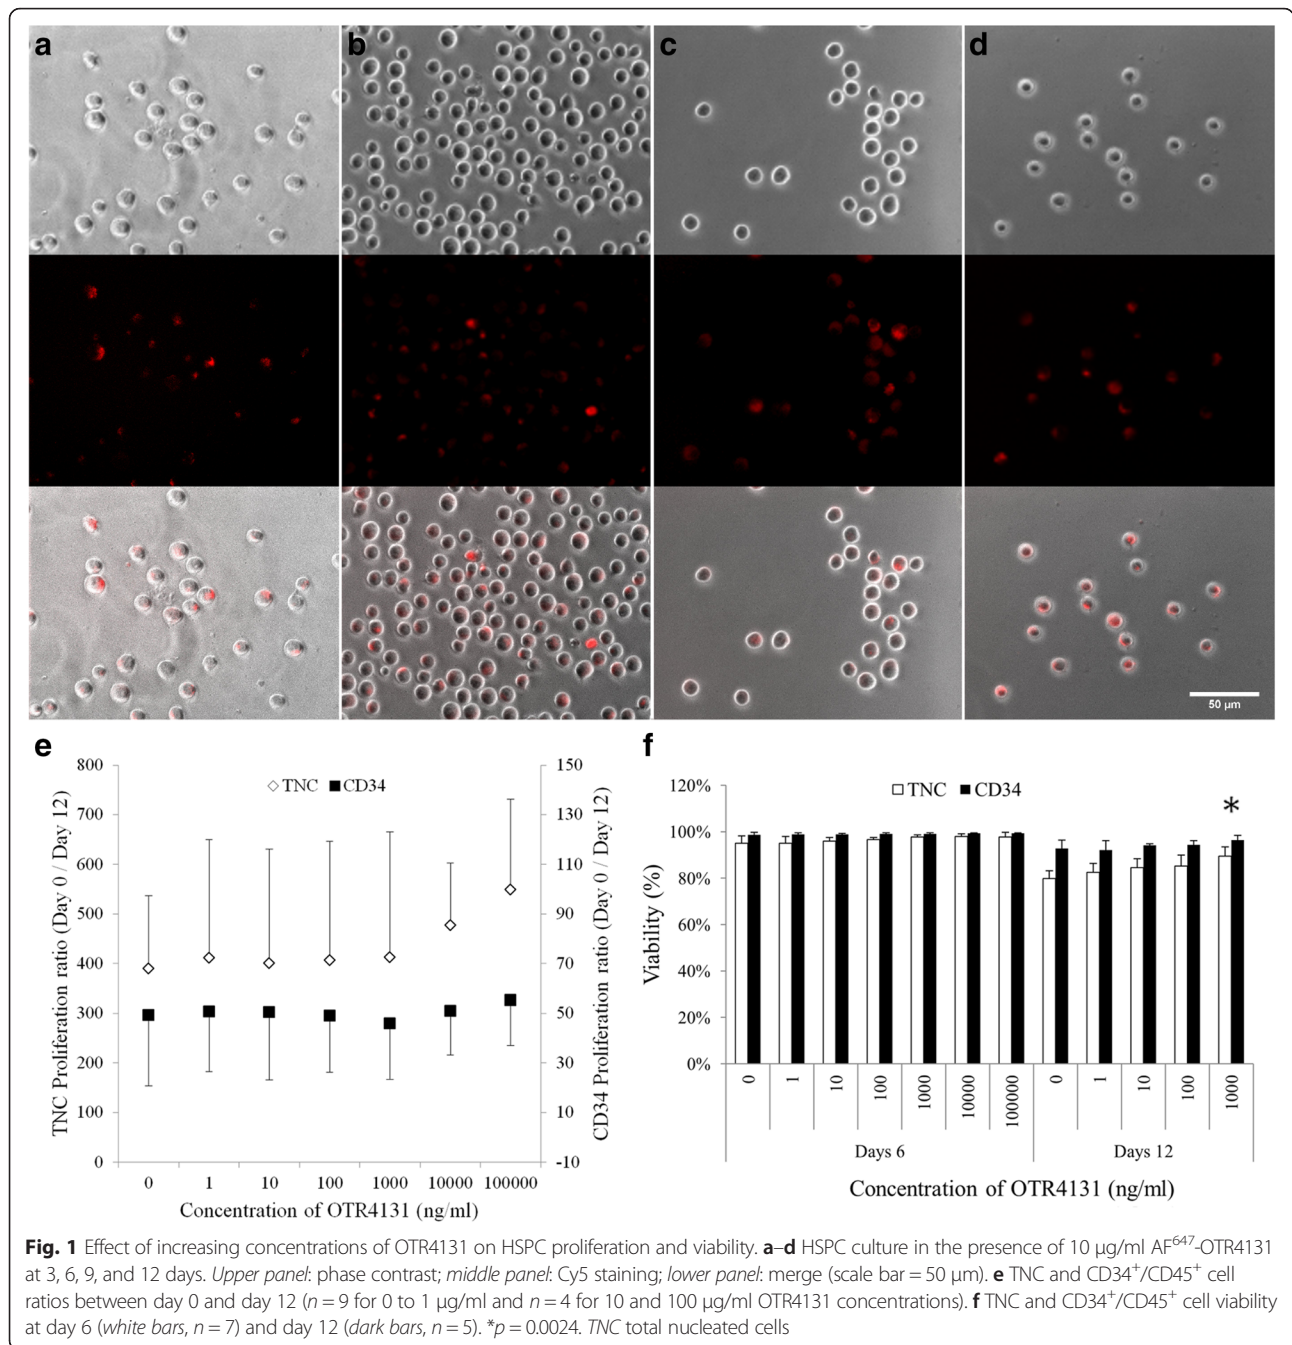 a b c d
50 µm
e
TNC CD34
TNC Proliferation ratio (Day 0 / Day 12)
800
700
600
500
400
300
200
100
0
150
130
110
90
70
50
30
10
-10
CD34 Proliferation ratio (Day 0 / Day 12)
0 1 10 100 1000 10000 100000
Concentration of OTR4131 (ng/ml)
f
TNC CD34
*
Viability (%)
120%
100%
80%
60%
40%
20%
0%
0 1 10 100 1000 10000 100000 0 1 10 100 1000
Days 6 Days 12
Concentration of OTR4131 (ng/ml)
Fig. 1 Effect of increasing concentrations of OTR4131 on HSPC proliferation and viability. a–d HSPC culture in the presence of 10 µg/ml AF⁶⁴⁷-OTR4131
at 3, 6, 9, and 12 days. Upper panel: phase contrast; middle panel: Cy5 staining; lower panel: merge (scale bar = 50 µm). e TNC and CD34⁺/CD45⁺ cell
ratios between day 0 and day 12 (n = 9 for 0 to 1 µg/ml and n = 4 for 10 and 100 µg/ml OTR4131 concentrations). f TNC and CD34⁺/CD45⁺ cell viability
at day 6 (white bars, n = 7) and day 12 (dark bars, n = 5). *p = 0.0024. TNC total nucleated cells